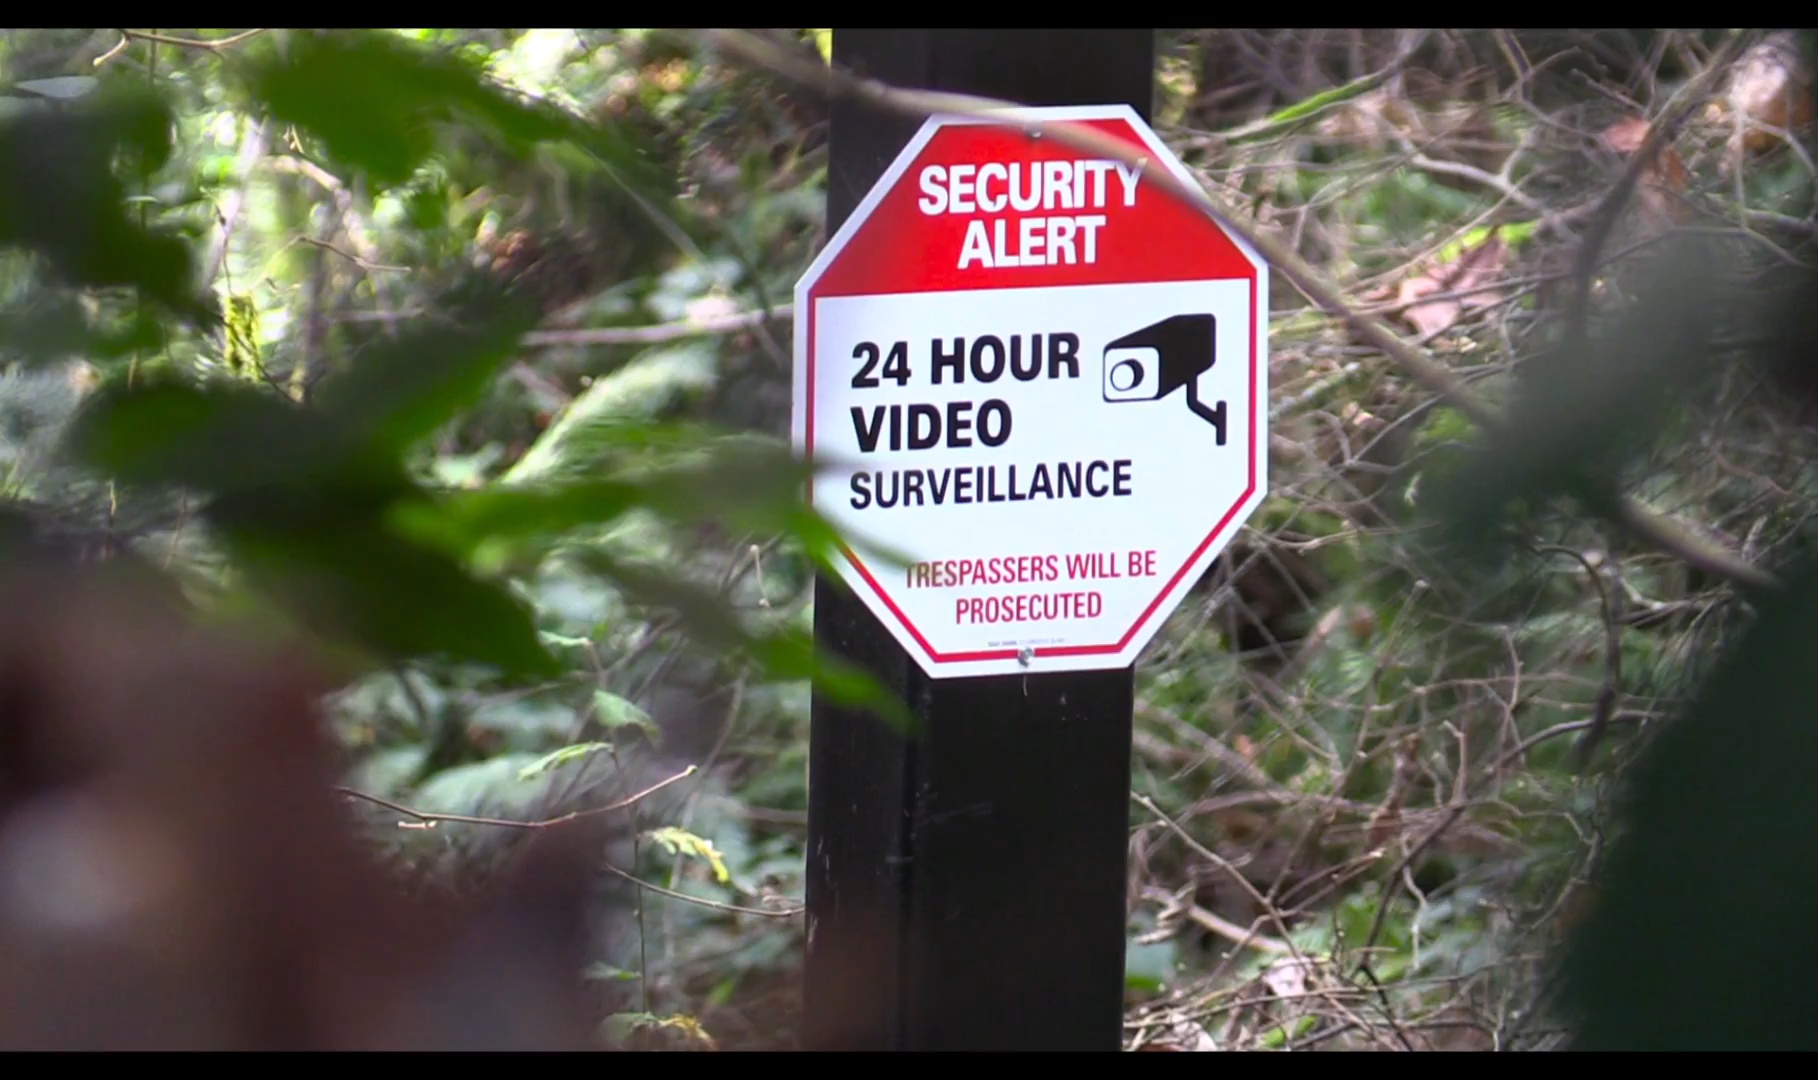 SECURITY
ALERT
24 HOUR
VIDEO
SURVEILLANCE
TRESPASSERS WILL BE
PROSECUTED